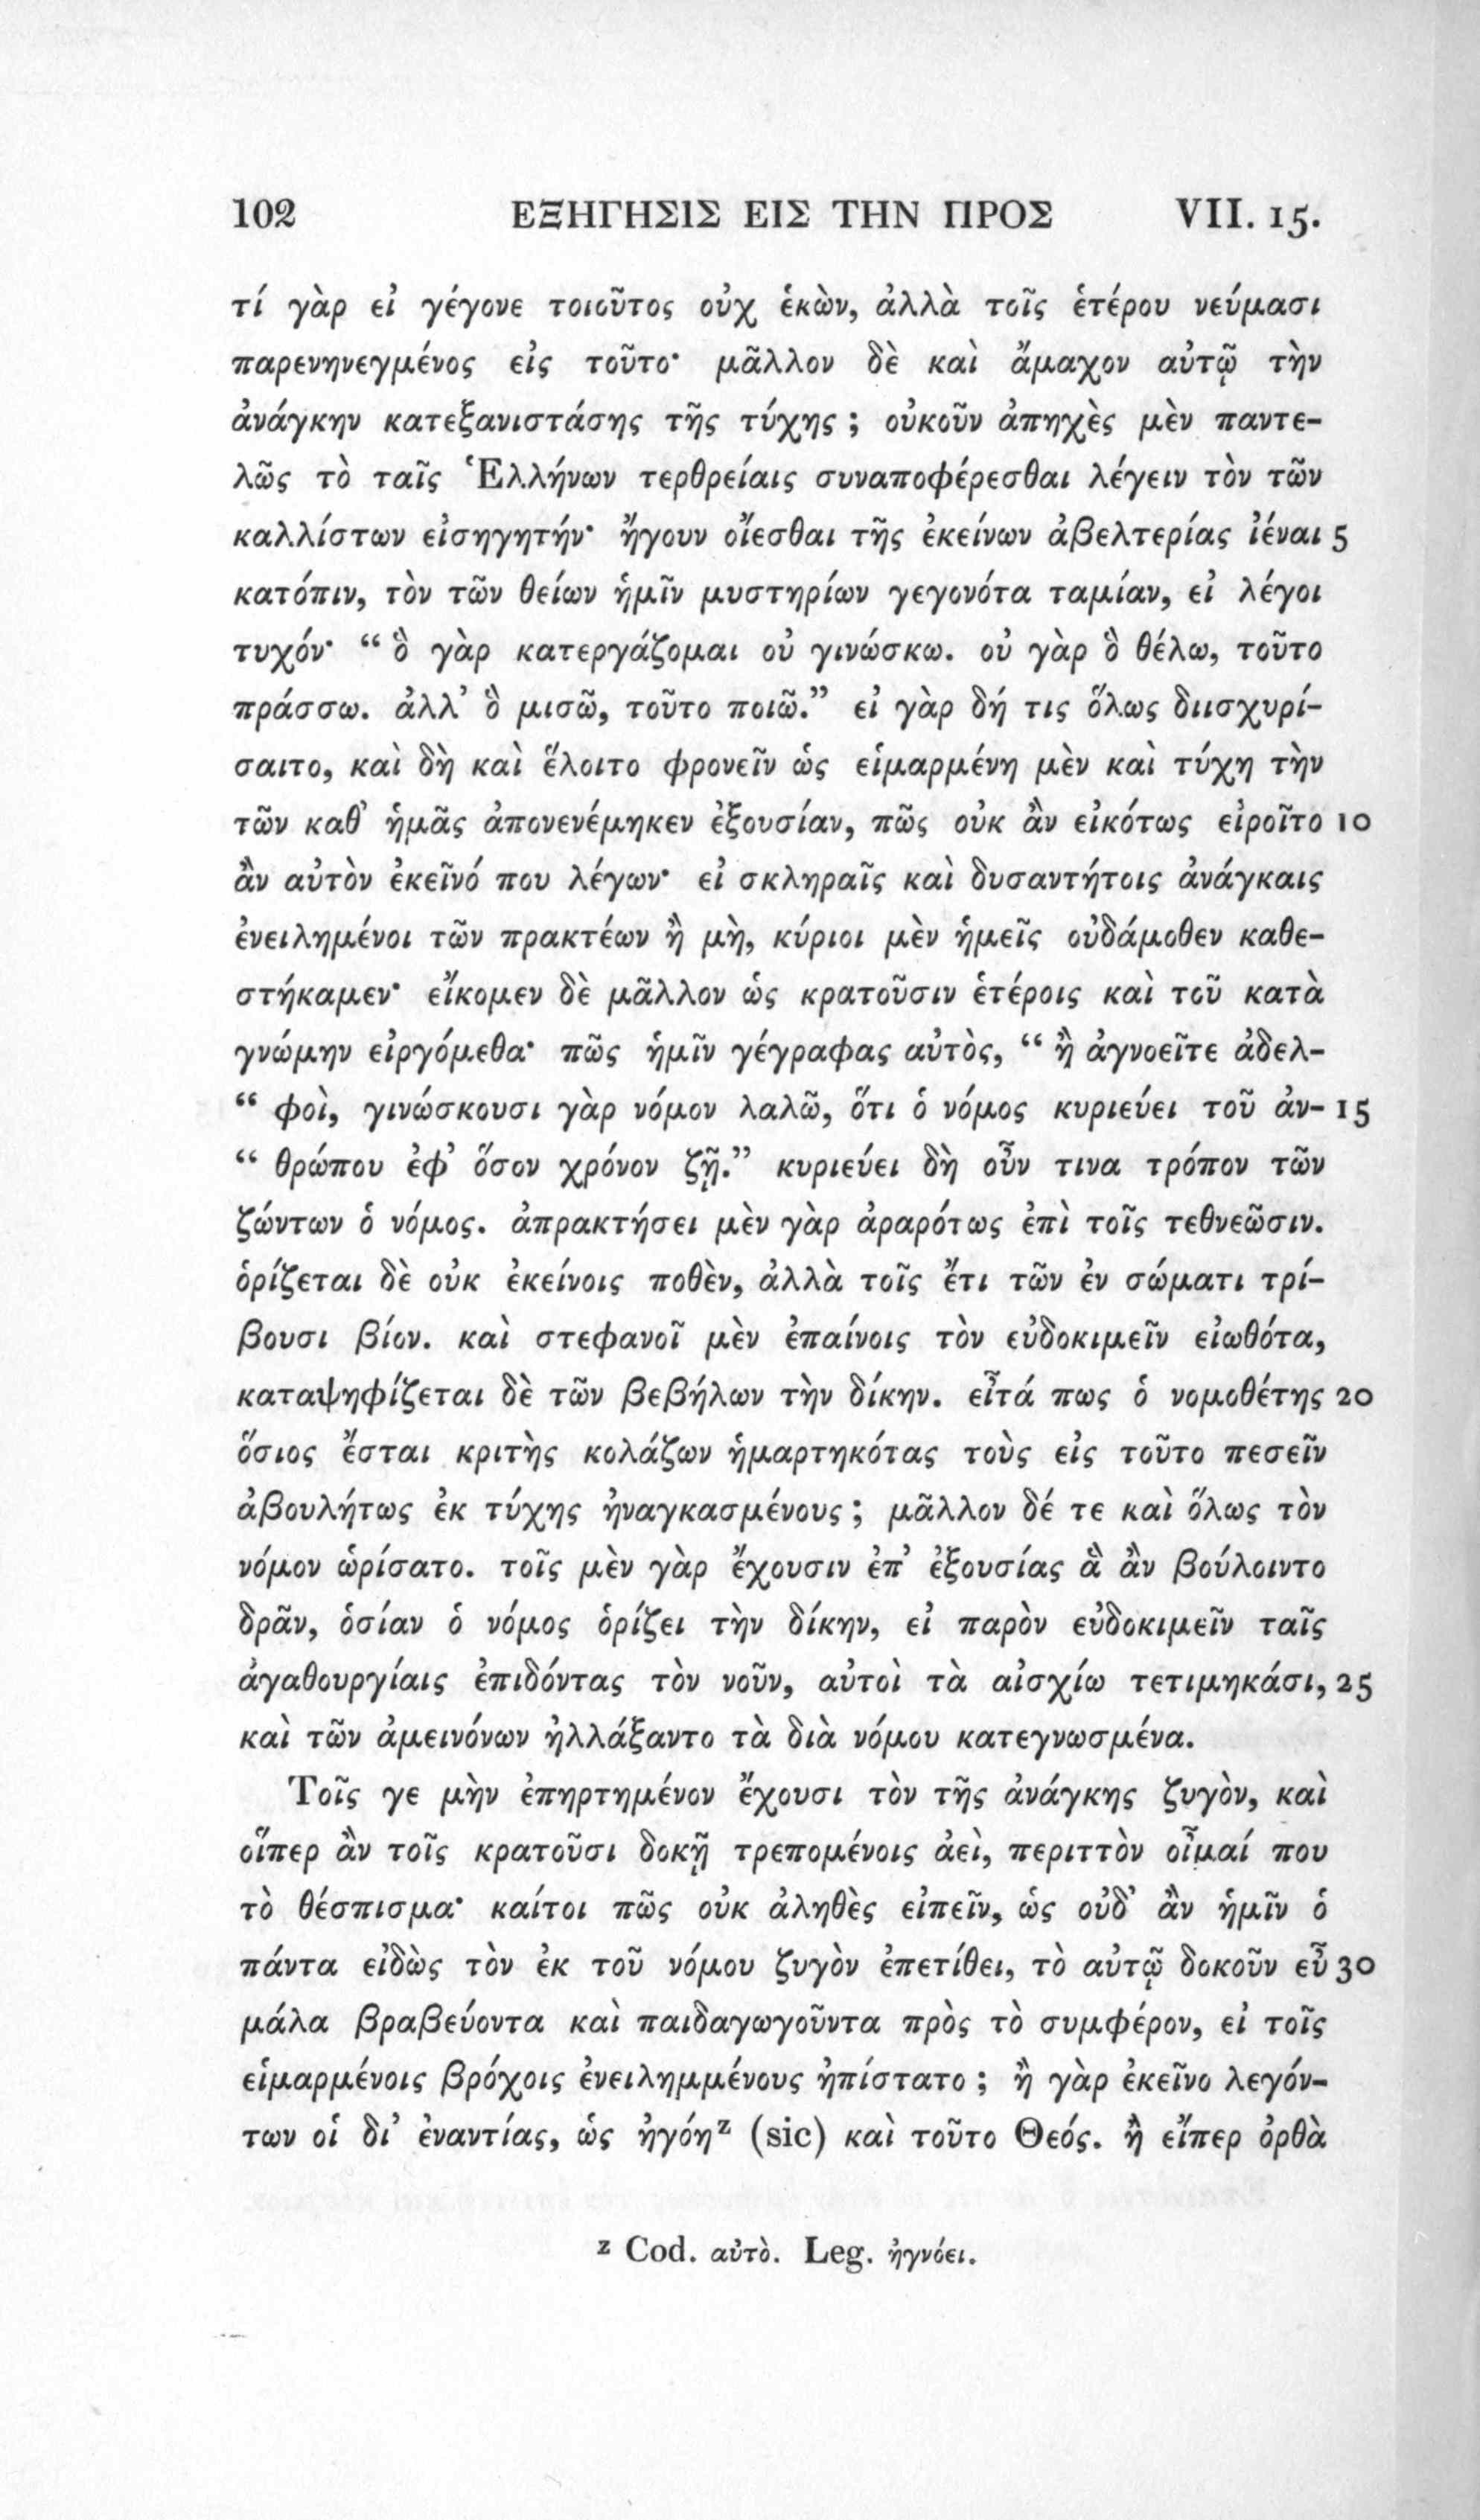 102 ΕΞΗΓΗΣΙΣ ΕΙΣ ΤΗΝ ΠΡΟΣ VII. 15.
τί γὰρ εἰ γέγονε τοιοῦτος οὐχ ἑκὼν, ἀλλὰ τοῖς ἑτέρου νεύμασι
παρενηνεγμένος εἰς τοῦτο· μᾶλλον δὲ καὶ ἄμαχον αὐτῷ τὴν
ἀνάγκην κατεξανιστάσης τῆς τύχης ; οὐκοῦν ἀπηχὲς μὲν παντε-
λῶς τὸ ταῖς Ἑλλήνων τερθρείαις συναποφέρεσθαι λέγειν τὸν τῶν
καλλίστων εἰσηγητήν· ἤγουν οἴεσθαι τῆς ἐκείνων ἀβελτερίας ἰέναι 5
κατόπιν, τὸν τῶν θείων ἡμῖν μυστηρίων γεγονότα ταμίαν, εἰ λέγοι
τυχόν· “ ὃ γὰρ κατεργάζομαι οὐ γινώσκω. οὐ γὰρ ὃ θέλω, τοῦτο
πράσσω. ἀλλ’ ὃ μισῶ, τοῦτο ποιῶ.” εἰ γὰρ δή τις ὅλως διισχυρί-
σαιτο, καὶ δὴ καὶ ἕλοιτο φρονεῖν ὡς εἱμαρμένη μὲν καὶ τύχη τὴν
τῶν καθ’ ἡμᾶς ἀπονενέμηκεν ἐξουσίαν, πῶς οὐκ ἂν εἰκότως εἰροῖτο 10
ἂν αὐτὸν ἐκεῖνό που λέγων· εἰ σκληραῖς καὶ δυσαντήτοις ἀνάγκαις
ἐνειλημένοι τῶν πρακτέων ἢ μὴ, κύριοι μὲν ἡμεῖς οὐδάμοθεν καθε-
στήκαμεν· εἴκομεν δὲ μᾶλλον ὡς κρατοῦσιν ἑτέροις καὶ τοῦ κατὰ
γνώμην εἰργόμεθα· πῶς ἡμῖν γέγραφας αὐτὸς, “ ἢ ἀγνοεῖτε ἀδελ-
“ φοὶ, γινώσκουσι γὰρ νόμον λαλῶ, ὅτι ὁ νόμος κυριεύει τοῦ ἀν- 15
“ θρώπου ἐφ’ ὅσον χρόνον ζῇ.” κυριεύει δὴ οὖν τινα τρόπον τῶν
ζώντων ὁ νόμος. ἀπρακτήσει μὲν γὰρ ἀραρότως ἐπὶ τοῖς τεθνεῶσιν.
ὁρίζεται δὲ οὐκ ἐκείνοις ποθὲν, ἀλλὰ τοῖς ἔτι τῶν ἐν σώματι τρί-
βουσι βίον. καὶ στεφανοῖ μὲν ἐπαίνοις τὸν εὐδοκιμεῖν εἰωθότα,
καταψηφίζεται δὲ τῶν βεβήλων τὴν δίκην. εἶτά πως ὁ νομοθέτης 20
ὅσιος ἔσται κριτὴς κολάζων ἡμαρτηκότας τοὺς εἰς τοῦτο πεσεῖν
ἀβουλήτως ἐκ τύχης ἠναγκασμένους ; μᾶλλον δέ τε καὶ ὅλως τὸν
νόμον ὡρίσατο. τοῖς μὲν γὰρ ἔχουσιν ἐπ’ ἐξουσίας ἃ ἂν βούλοιντο
δρᾶν, ὁσίαν ὁ νόμος ὁρίζει τὴν δίκην, εἰ παρὸν εὐδοκιμεῖν ταῖς
ἀγαθουργίαις ἐπιδόντας τὸν νοῦν, αὐτοὶ τὰ αἰσχίω τετιμηκάσι, 25
καὶ τῶν ἀμεινόνων ἠλλάξαντο τὰ διὰ νόμου κατεγνωσμένα.
Τοῖς γε μὴν ἐπηρτημένον ἔχουσι τὸν τῆς ἀνάγκης ζυγὸν, καὶ
οἵπερ ἂν τοῖς κρατοῦσι δοκῇ τρεπομένοις ἀεὶ, περιττὸν οἶμαί που
τὸ θέσπισμα· καίτοι πῶς οὐκ ἀληθὲς εἰπεῖν, ὡς οὐδ’ ἂν ἡμῖν ὁ
πάντα εἰδὼς τὸν ἐκ τοῦ νόμου ζυγὸν ἐπετίθει, τὸ αὐτῷ δοκοῦν εὖ 30
μάλα βραβεύοντα καὶ παιδαγωγοῦντα πρὸς τὸ συμφέρον, εἰ τοῖς
εἱμαρμένοις βρόχοις ἐνειλημμένους ἠπίστατο ; ἢ γὰρ ἐκεῖνο λεγόν-
των οἱ δι’ ἐναντίας, ὡς ἠγόη z (sic) καὶ τοῦτο Θεός. ἢ εἴπερ ὀρθὰ
z Cod. αὐτὸ. Leg. ἠγνόει.